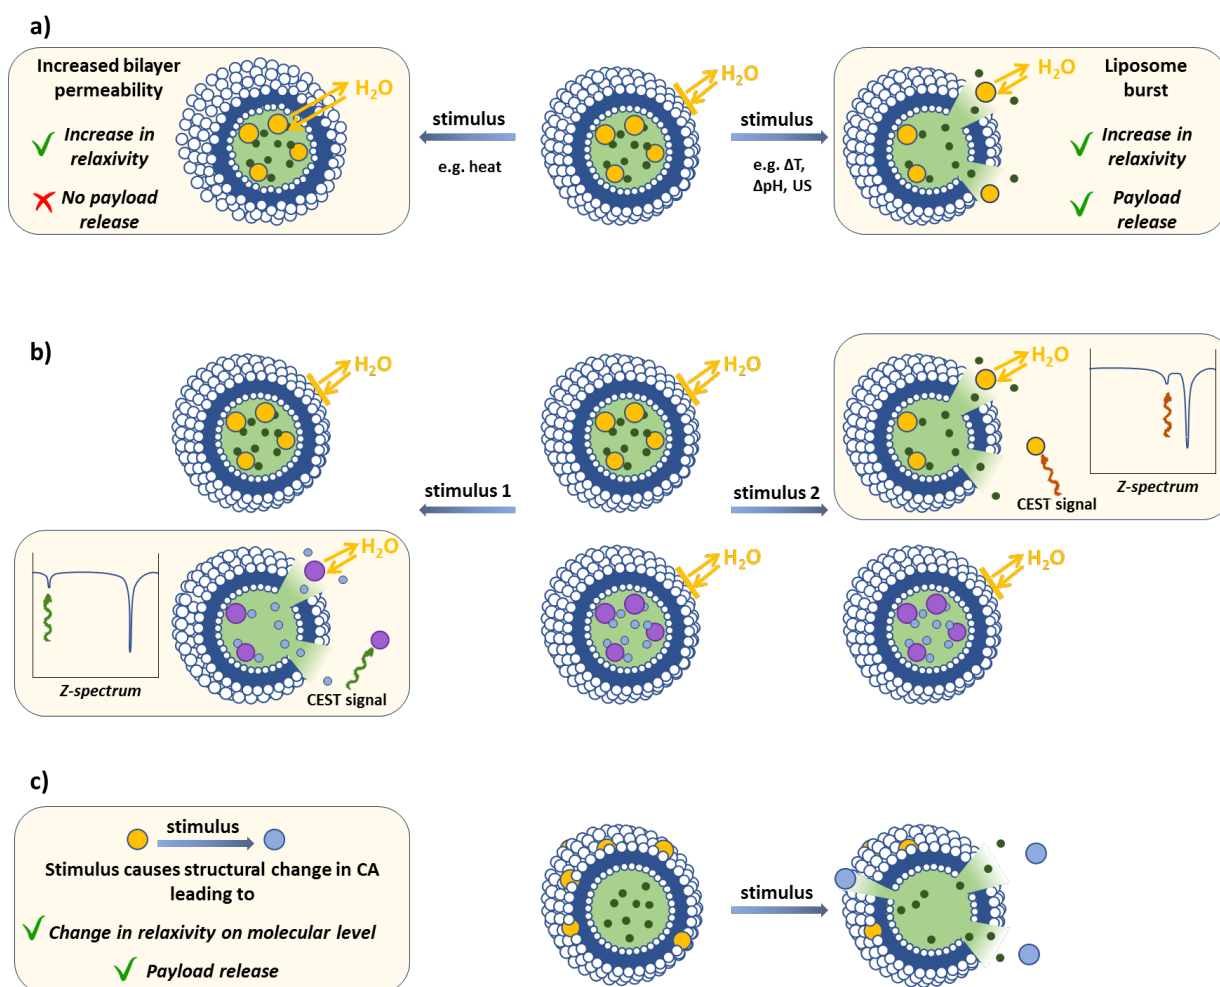 a)
Increased bilayer
permeability
Increase in
relaxivity
No payload
release
H₂O
stimulus
e.g. heat
H₂O
stimulus
e.g. ΔT,
ΔpH, US
H₂O
Liposome
burst
Increase in
relaxivity
Payload
release
b)
H₂O
stimulus 1
H₂O
stimulus 2
H₂O
CEST signal
Z-spectrum
Z-spectrum
H₂O
CEST signal
H₂O
H₂O
c)
stimulus
Stimulus causes structural change in CA
leading to
Change in relaxivity on molecular level
Payload release
stimulus